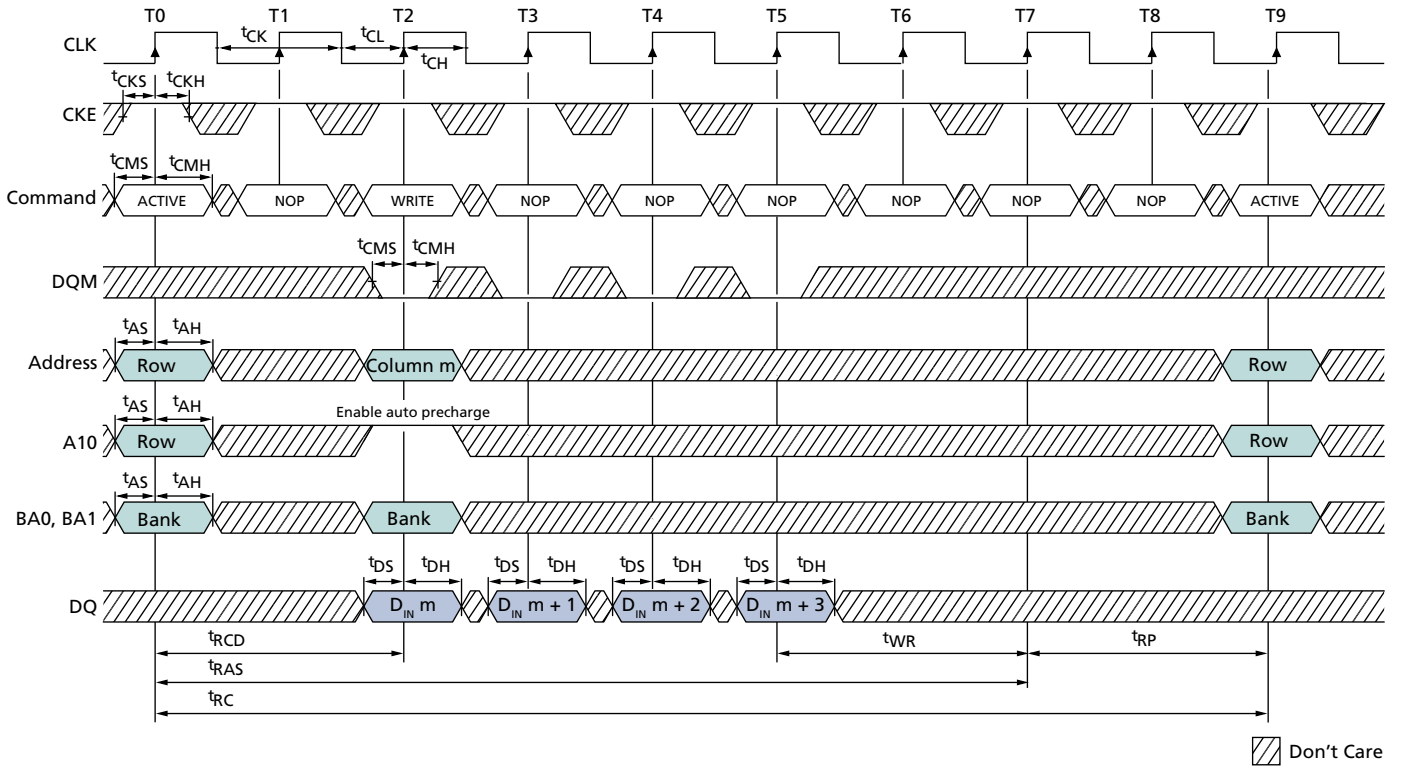 T0 T1 T2 T3 T4 T5 T6 T7 T8 T9
CLK tCK tCL tCH
tCKS tCKH
CKE
tCMS tCMH
Command ACTIVE NOP WRITE NOP NOP NOP NOP NOP NOP ACTIVE
tCMS tCMH
DQM
tAS tAH
Address Row Column m Row
tAS tAH Enable auto precharge
A10 Row Row
tAS tAH
BA0, BA1 Bank Bank Bank
tDS tDH tDS tDH tDS tDH tDS tDH
DQ DIN m DIN m + 1 DIN m + 2 DIN m + 3
tRCD tWR tRP
tRAS
tRC
Don't Care